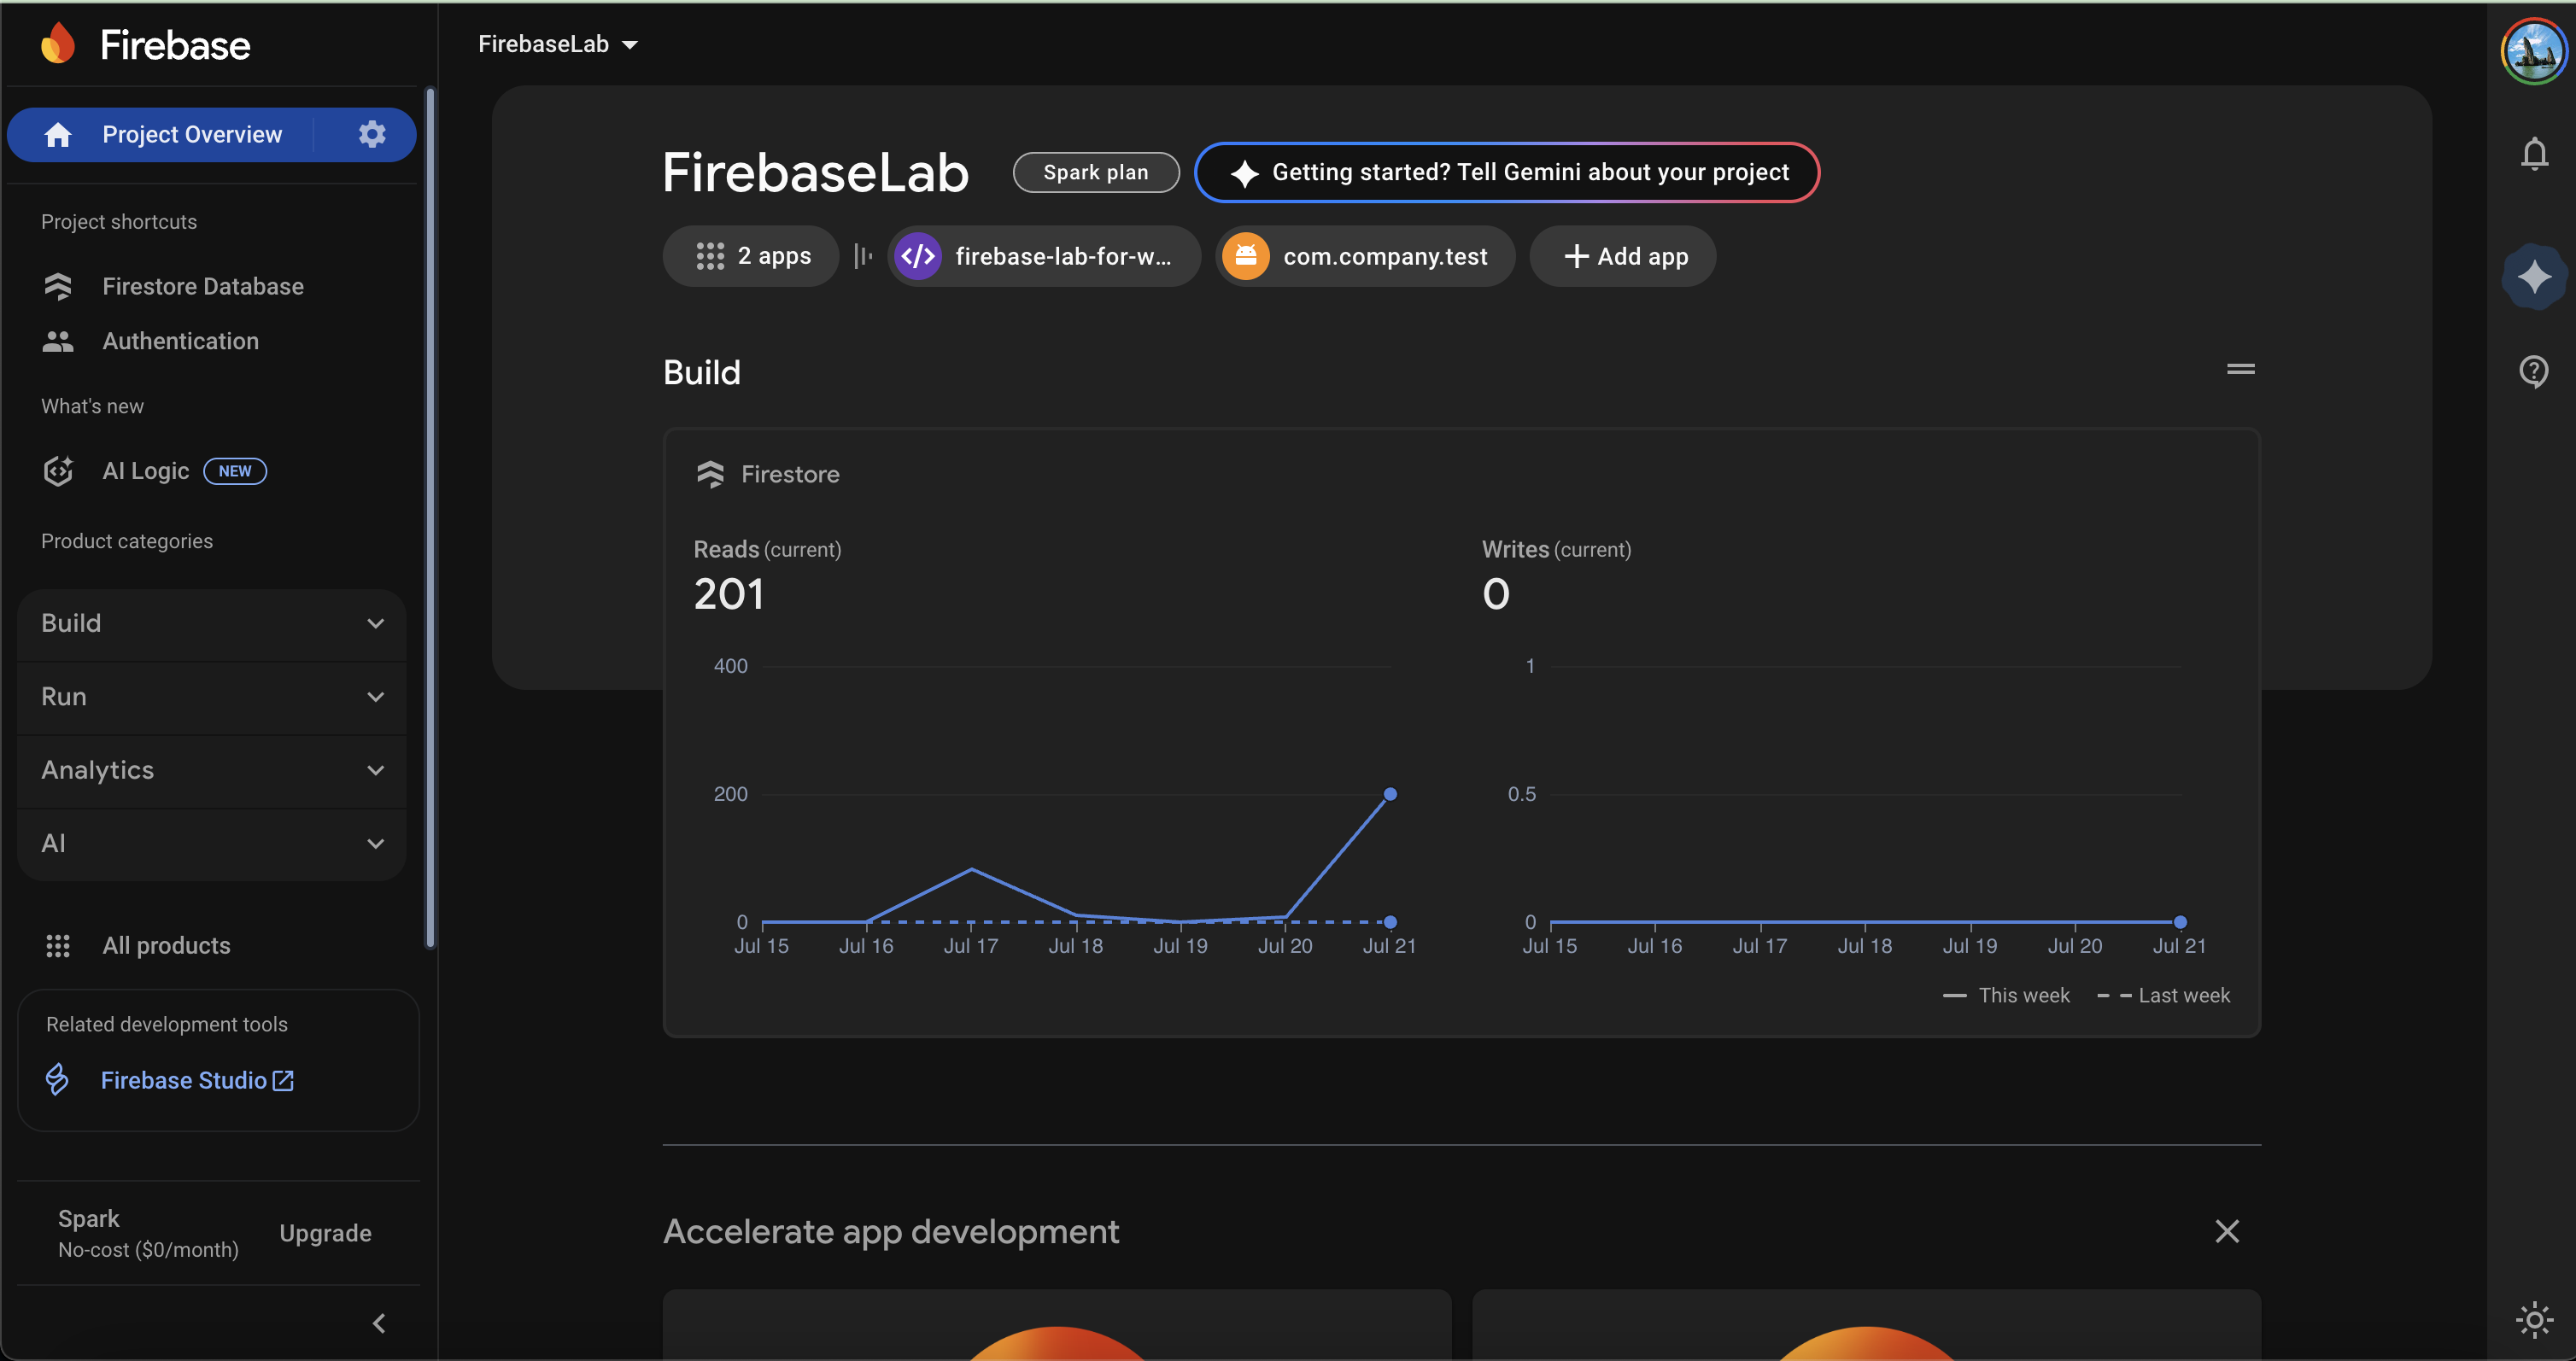 Firebase
Project Overview
Project shortcuts
Firestore Database
Authentication
What's new
AI Logic NEW
Product categories
Build
Run
Analytics
AI
All products
Related development tools
Firebase Studio
Spark
No-cost ($0/month)
Upgrade
FirebaseLab
FirebaseLab
Spark plan
Getting started? Tell Gemini about your project
2 apps
firebase-lab-for-w...
com.company.test
Add app
Build
Firestore
Reads (current)
201
400
200
0
Jul 15 Jul 16 Jul 17 Jul 18 Jul 19 Jul 20 Jul 21
Writes (current)
0
1
0.5
0
Jul 15 Jul 16 Jul 17 Jul 18 Jul 19 Jul 20 Jul 21
This week Last week
Accelerate app development